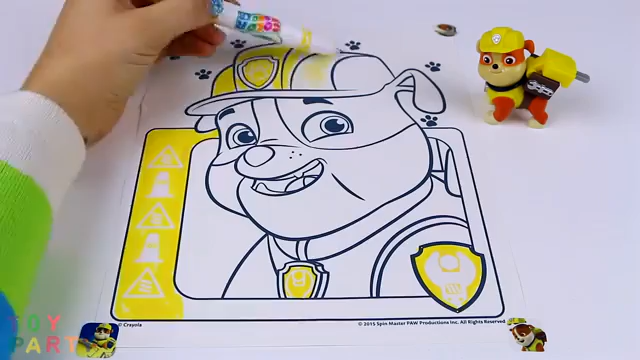 TOY
PART
© Crayola
© 2015 Spin Master PAW Productions Inc. All Rights Reserved